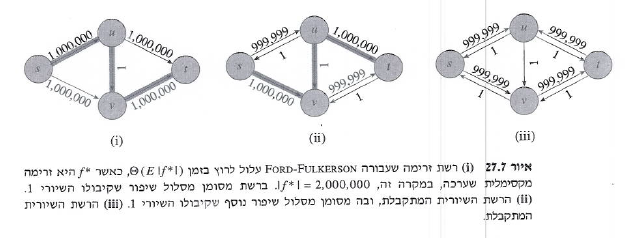 1,000,000
1,000,000
1
1,000,000
1,000,000
s
u
v
t
(i)
999,999
1
1,000,000
1
1,000,000
999,999
1
s
u
v
t
(ii)
999,999
1
999,999
1
1
999,999
1
999,999
1
s
u
v
t
(iii)
איור 27.7 (i) רשת זרימה שעבורה FORD-FULKERSON עלול לרוץ בזמן Θ(E |f*|), כאשר f* היא זרימה
מקסימלית שערכה, במקרה זה, |f*| = 2,000,000. ברשת מסומן מסלול שיפור שקיבולו השיורי 1.
(ii) הרשת השיורית המתקבלת, ובה מסומן מסלול שיפור נוסף שקיבולו השיורי 1. (iii) הרשת השיורית
המתקבלת.